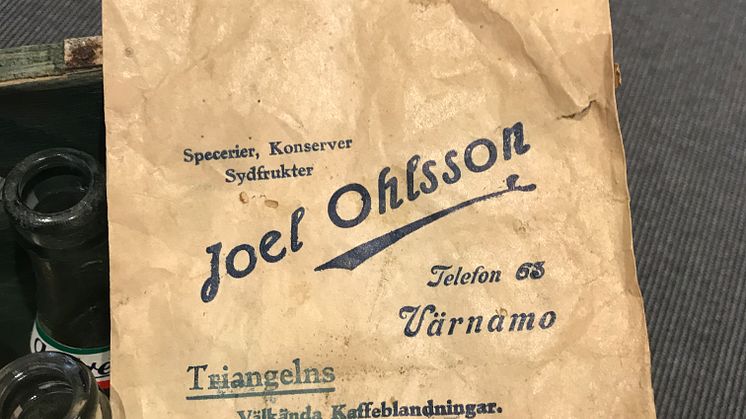 Specerier, Konserver
Sydfrukter
Joel Ohlsson
Telefon 63
Värnamo
Triangelns
Välkända Kaffeblandningar.